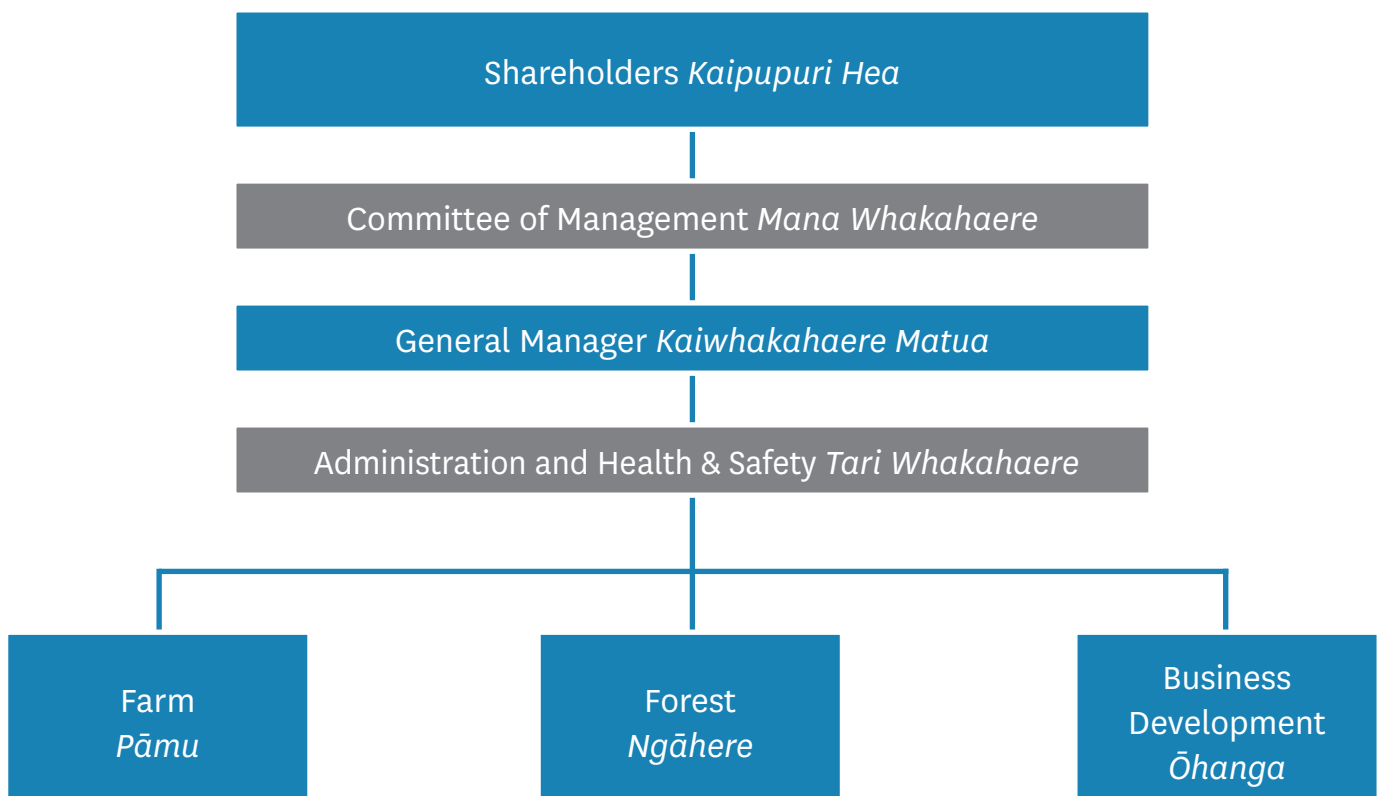 Shareholders Kaipupuri Hea
Committee of Management Mana Whakahaere
General Manager Kaiwhakahaere Matua
Administration and Health & Safety Tari Whakahaere
Farm
Pāmu
Forest
Ngāhere
Business
Development
Ōhanga